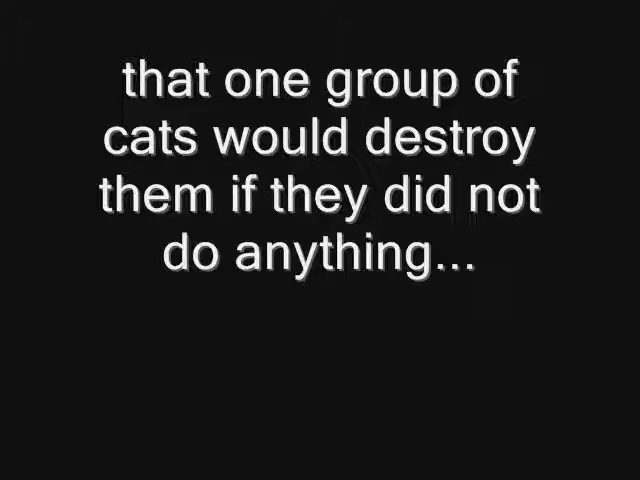 that one group of
cats would destroy
them if they did not
do anything...